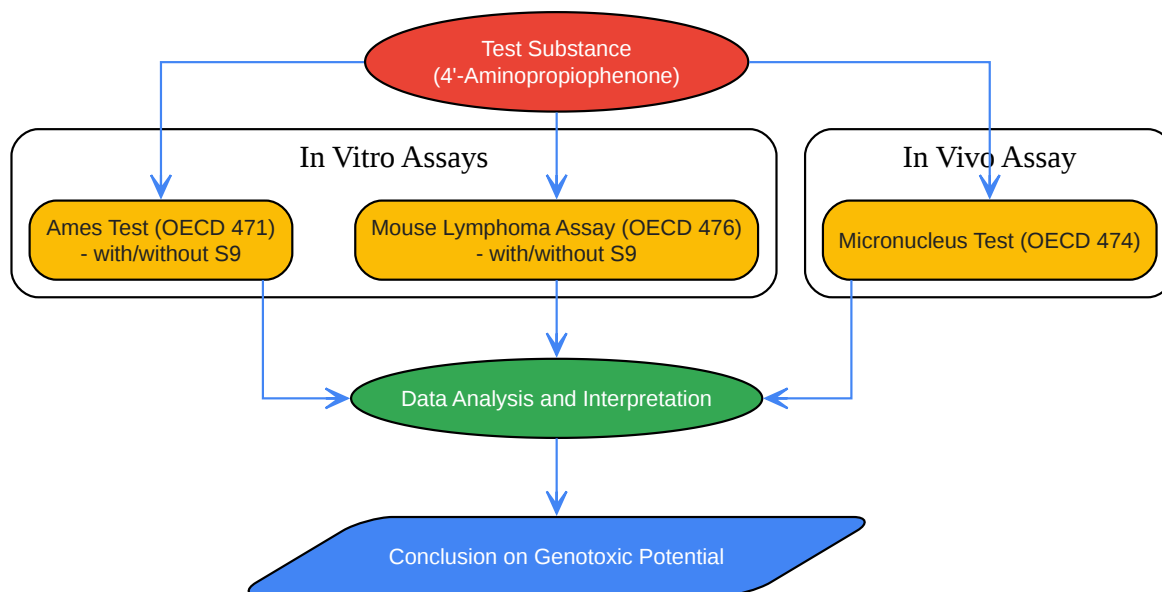 Test Substance
(4'-Aminopropiophenone)
In Vitro Assays
In Vivo Assay
Ames Test (OECD 471)
- with/without S9
Mouse Lymphoma Assay (OECD 476)
- with/without S9
Micronucleus Test (OECD 474)
Data Analysis and Interpretation
Conclusion on Genotoxic Potential